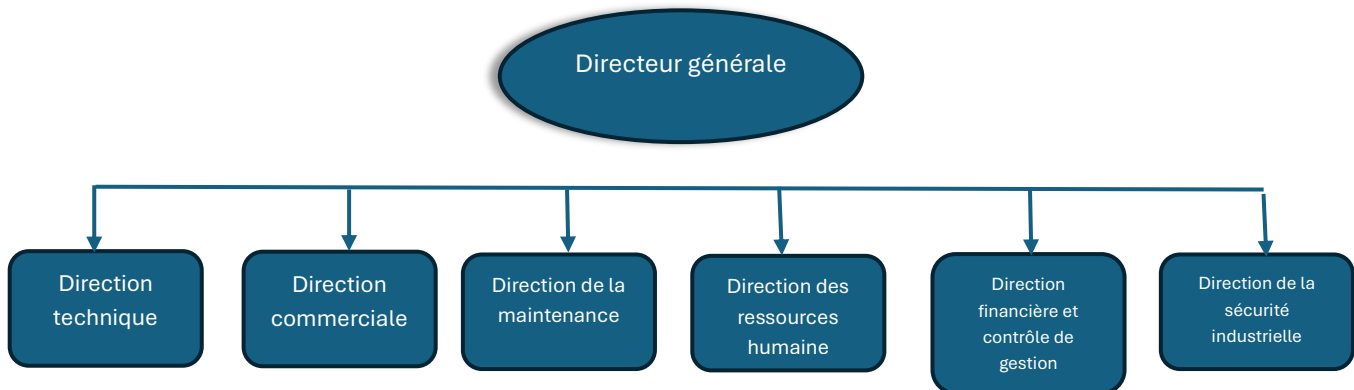 Directeur générale
Direction
technique
Direction
commerciale
Direction de la
maintenance
Direction des
ressources
humaine
Direction
financière et
contrôle de
gestion
Direction de la
sécurité
industrielle